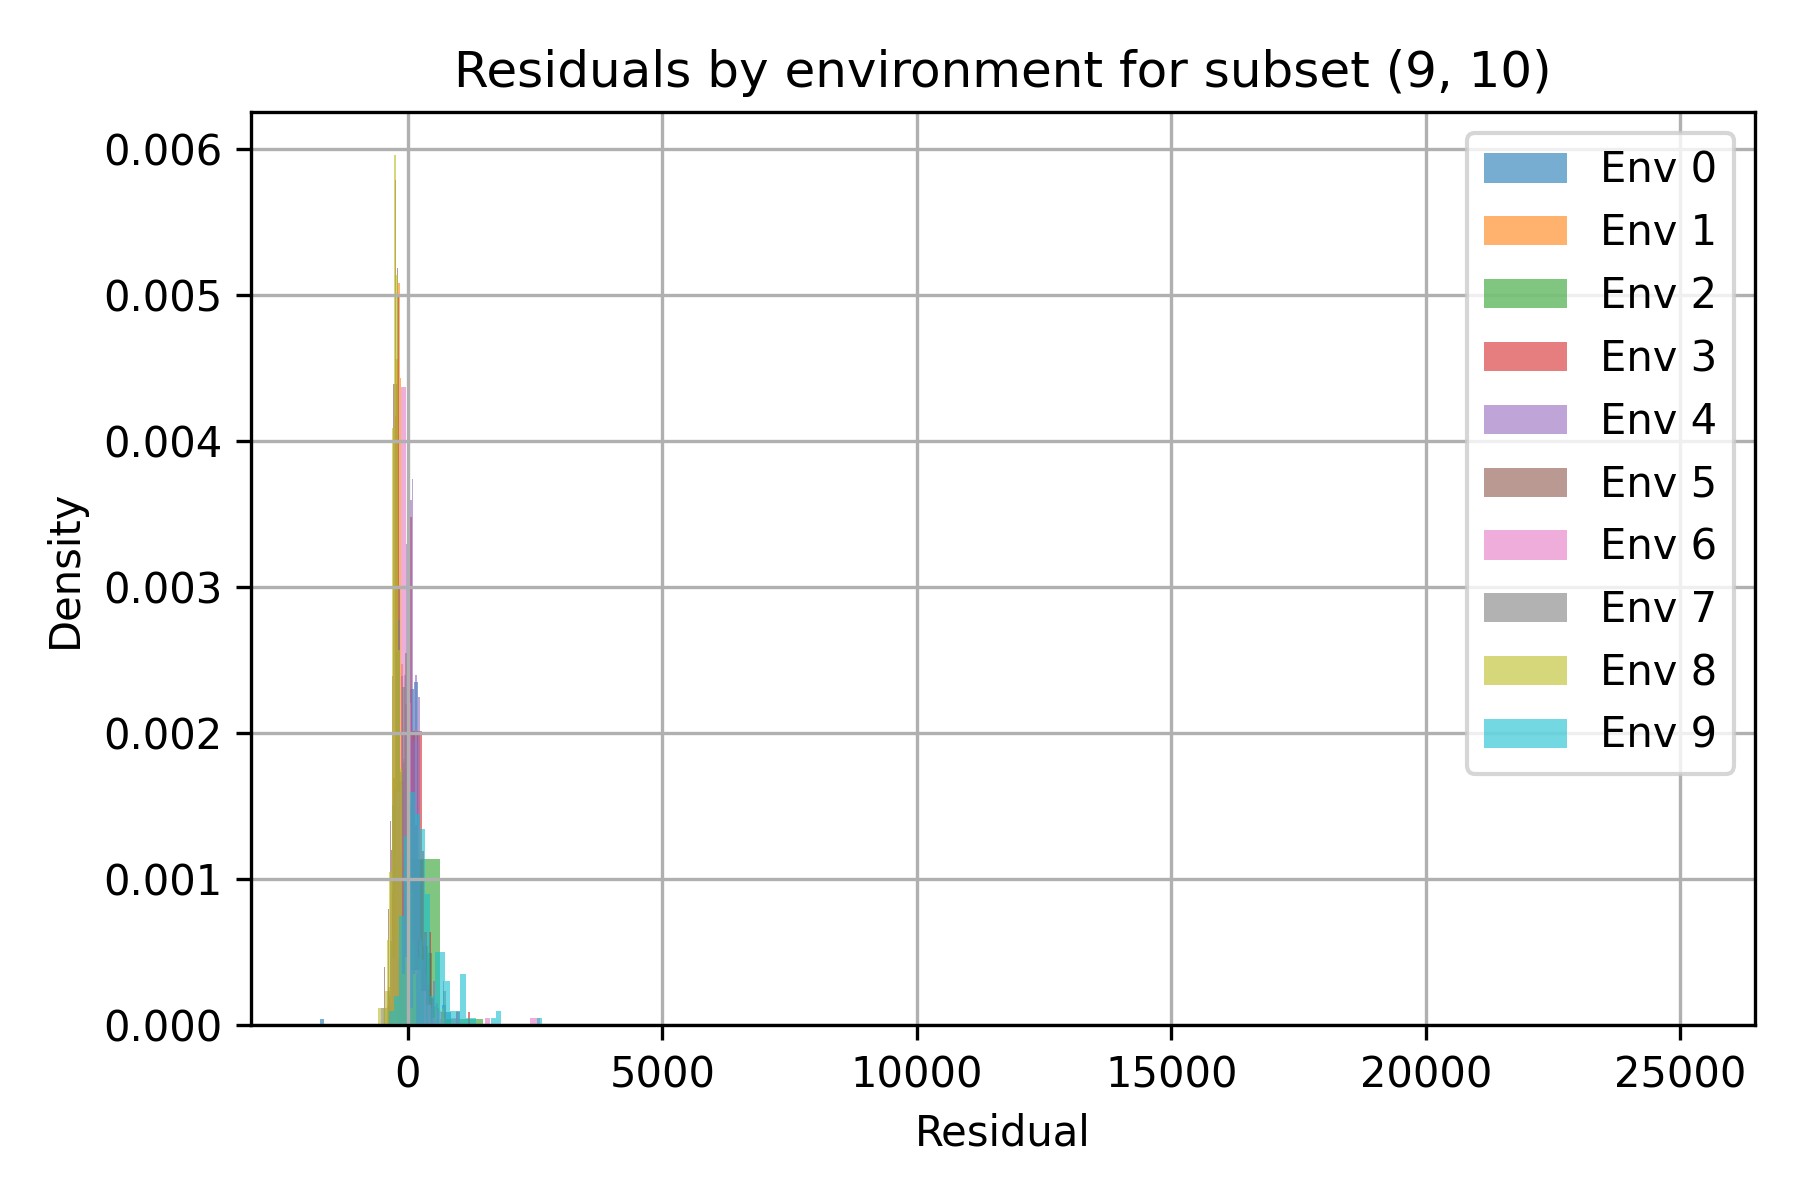 Residuals by environment for subset (9, 10)
0.006
0.005
0.004
0.003
0.002
0.001
0.000
Density
Env 0
Env 1
Env 2
Env 3
Env 4
Env 5
Env 6
Env 7
Env 8
Env 9
0 5000 10000 15000 20000 25000
Residual